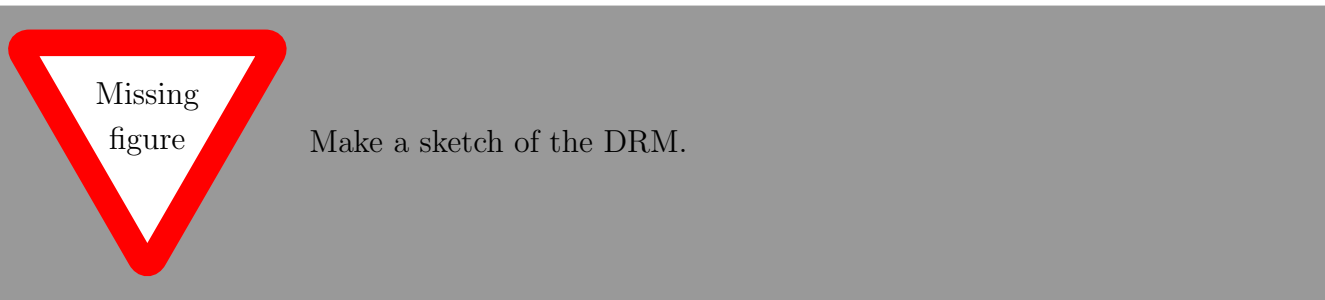 Missing
figure
Make a sketch of the DRM.